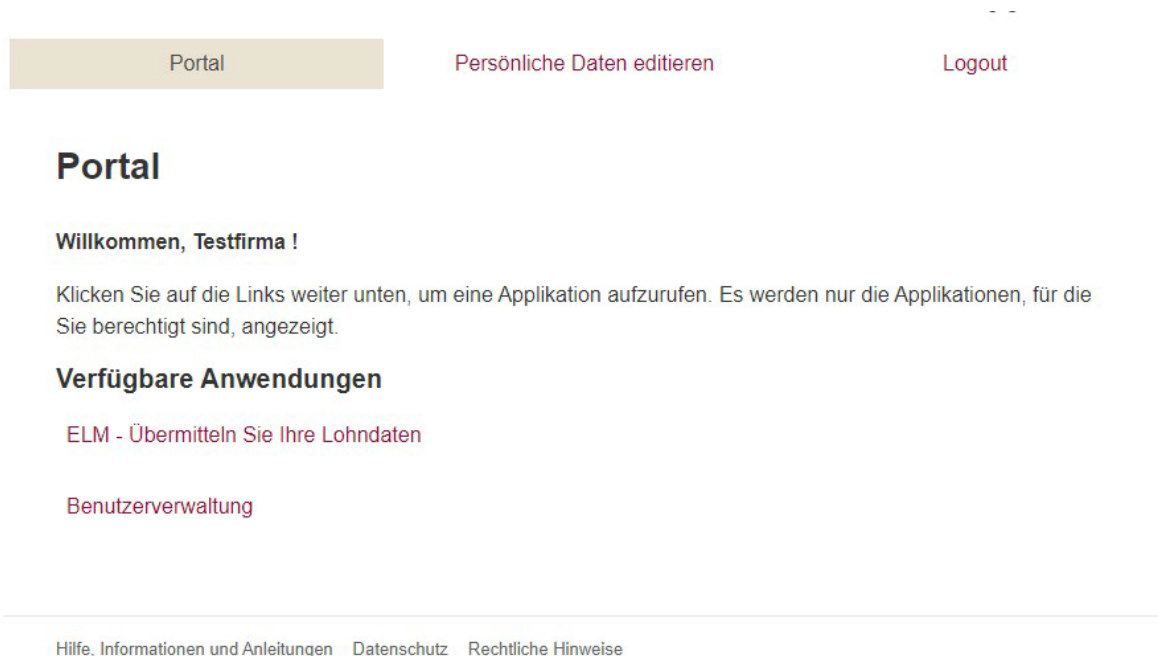 Portal Persönliche Daten editieren Logout
Portal
Willkommen, Testfirma !
Klicken Sie auf die Links weiter unten, um eine Applikation aufzurufen. Es werden nur die Applikationen, für die
Sie berechtigt sind, angezeigt.
Verfügbare Anwendungen
ELM - Übermitteln Sie Ihre Lohndaten
Benutzerverwaltung
Hilfe, Informationen und Anleitungen Datenschutz Rechtliche Hinweise